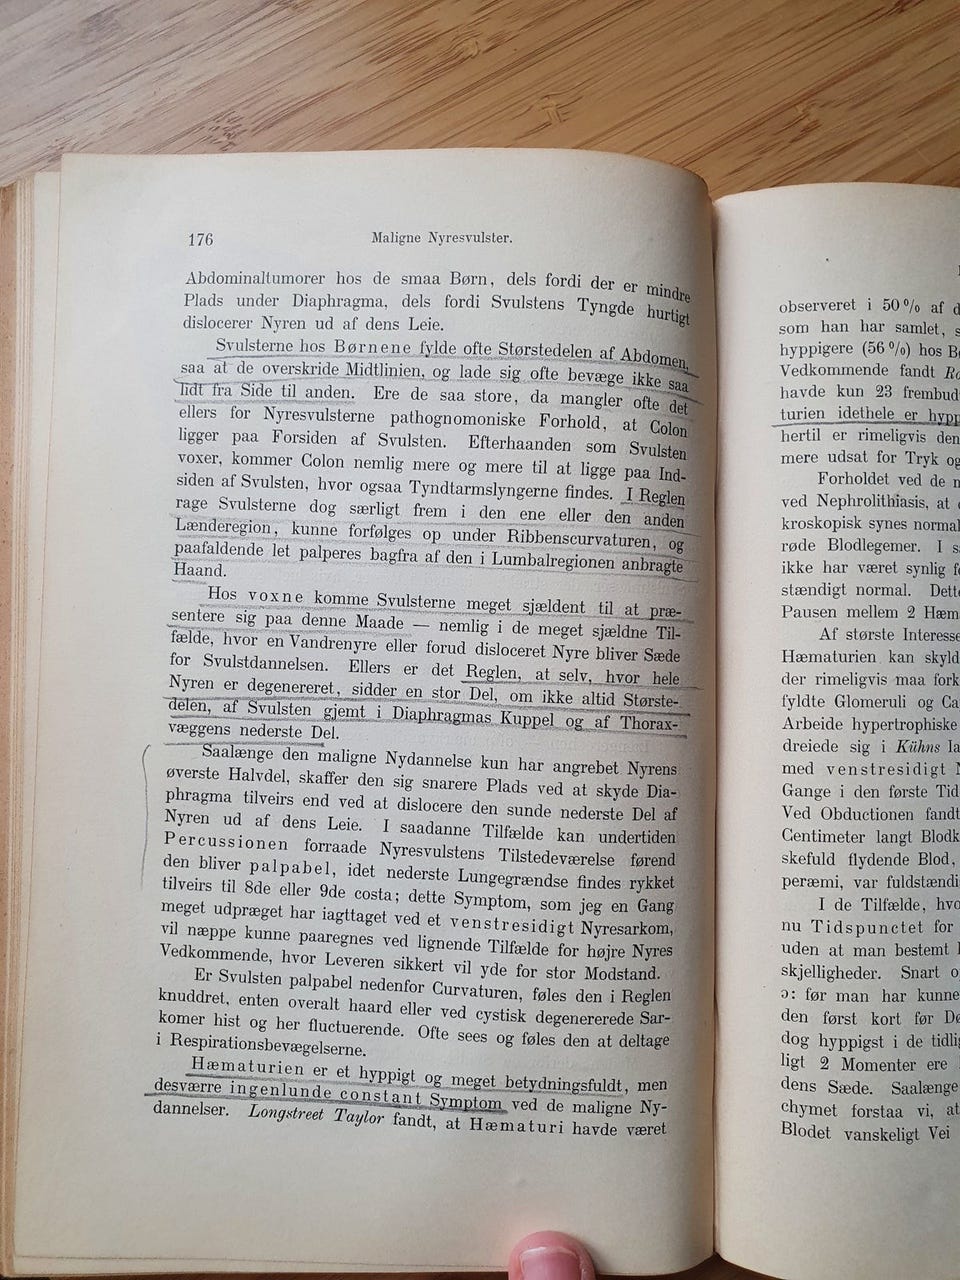 176
Maligne Nyresvulster.
Abdominaltumorer hos de smaa Børn, dels fordi der er mindre
Plads under Diaphragma, dels fordi Svulstens Tyngde hurtigt
dislocerer Nyren ud af dens Leie.
Svulsterne hos Børnene fylde ofte Størstedelen af Abdomen,
saa at de overskride Midtlinien, og lade sig ofte bevæge ikke saa
lidt fra Side til anden. Ere de saa store, da mangler ofte det
ellers for Nyresvulsterne pathognomoniske Forhold, at Colon
ligger paa Forsiden af Svulsten. Efterhaanden som Svulsten
voxer, kommer Colon nemlig mere og mere til at ligge paa Ind-
siden af Svulsten, hvor ogsaa Tyndtarmslyngerne findes. I Reglen
rage Svulsterne dog særligt frem i den ene eller den anden
Lænderegion, kunne forfølges op under Ribbenscurvaturen, og
paafaldende let palperes bagfra af den i Lumbalregionen anbragte
Haand.
Hos voxne komme Svulsterne meget sjældent til at præ-
sentere sig paa denne Maade — nemlig i de meget sjældne Til-
fælde, hvor en Vandrenyre eller forud disloceret Nyre bliver Sæde
for Svulstdannelsen. Ellers er det Reglen, at selv, hvor hele
Nyren er degenereret, sidder en stor Del, om ikke altid Største-
delen, af Svulsten gjemt i Diaphragmas Kuppel og af Thorax-
væggens nederste Del.
Saalænge den maligne Nydannelse kun har angrebet Nyrens
øverste Halvdel, skaffer den sig snarere Plads ved at skyde Dia-
phragma tilveirs end ved at dislocere den sunde nederste Del af
Nyren ud af dens Leie. I saadanne Tilfælde kan undertiden
Percussionen forraade Nyresvulstens Tilstedeværelse førend
den bliver palpabel, idet nederste Lungegrændse findes rykket
tilveirs til 8de eller 9de costa; dette Symptom, som jeg en Gang
meget udpræget har iagttaget ved et venstresidigt Nyresarkom,
vil næppe kunne paaregnes ved lignende Tilfælde for højre Nyres
Vedkommende, hvor Leveren sikkert vil yde for stor Modstand.
Er Svulsten palpabel nedenfor Curvaturen, føles den i Reglen
knuddret, enten overalt haard eller ved cystisk degenererede Sar-
komer hist og her fluctuerende. Ofte sees og føles den at deltage
i Respirationsbevægelserne.
Hæmaturien er et hyppigt og meget betydningsfuldt, men
desværre ingenlunde constant Symptom ved de maligne Ny-
dannelser. Longstreet Taylor fandt, at Hæmaturi havde været
observeret i 50 % af
som han har samlet,
hyppigere (56 %) hos
Vedkommende fandt
havde kun 23 frembud
turien idethele er hypp
hertil er rimeligvis den
mere udsat for Tryk og
Forholdet ved de
ved Nephrolithiasis, at
kroskopisk synes normal
røde Blodlegemer. I
ikke har været synlig
stændigt normal. Dette
Pausen mellem 2 Hæm
Af største Interesse
Hæmaturien kan skyld
der rimeligvis maa fork
fyldte Glomeruli og Ca
Arbeide hypertrophiske
dreiede sig i Kühns la
med venstresidigt
Gange i den første Tid
Ved Obductionen fandt
Centimeter langt Blodk
skefuld flydende Blod,
peræmi, var fuldstændi
I de Tilfælde, hvo
nu Tidspunctet for
uden at man bestemt
skjelligheder. Snart
ɔ: før man har kunne
den først kort før Dø
dog hyppigst i de tidlig
ligt 2 Momenter ere
dens Sæde. Saalænge
chymet forstaa vi, at
Blodet vanskeligt Vei